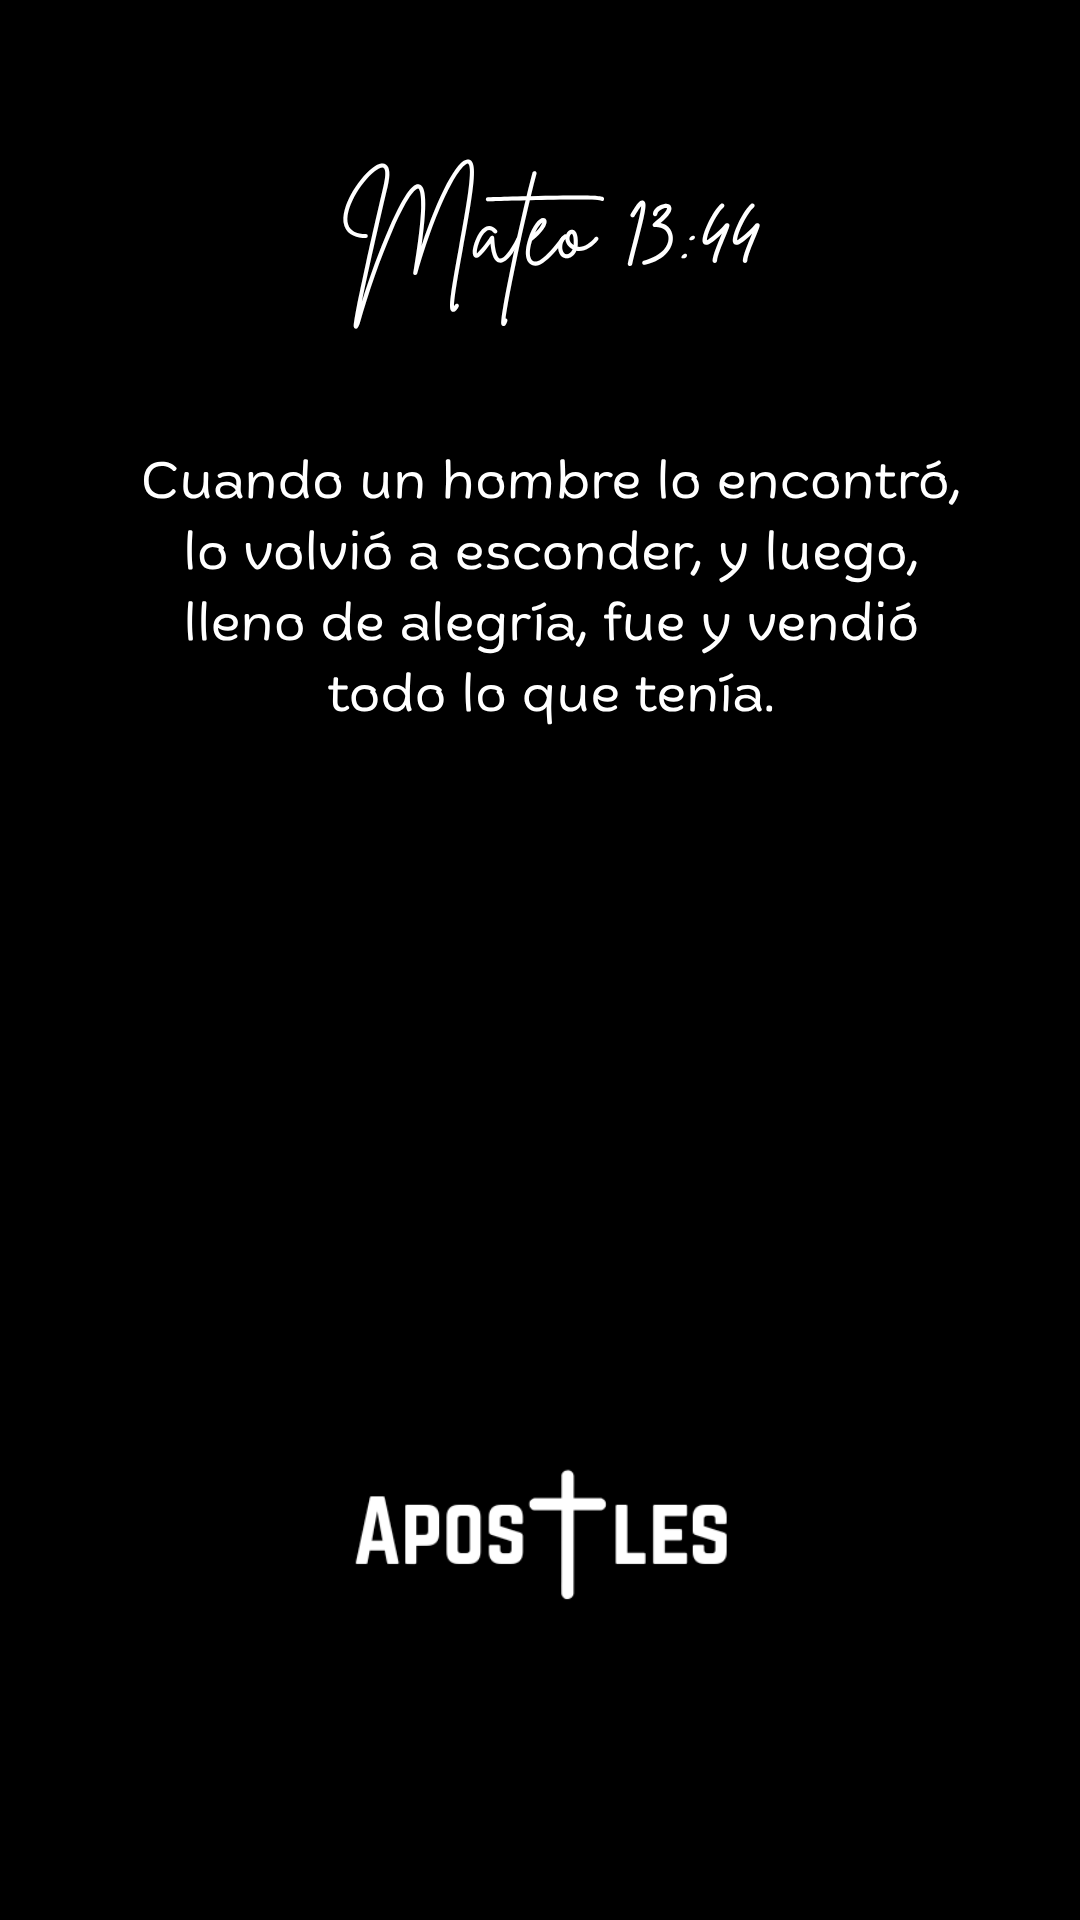 Mateo 13:44
Cuando un hombre lo encontró,
lo volvió a esconder, y luego,
lleno de alegría, fue y vendió
todo lo que tenía.
APOSTLES